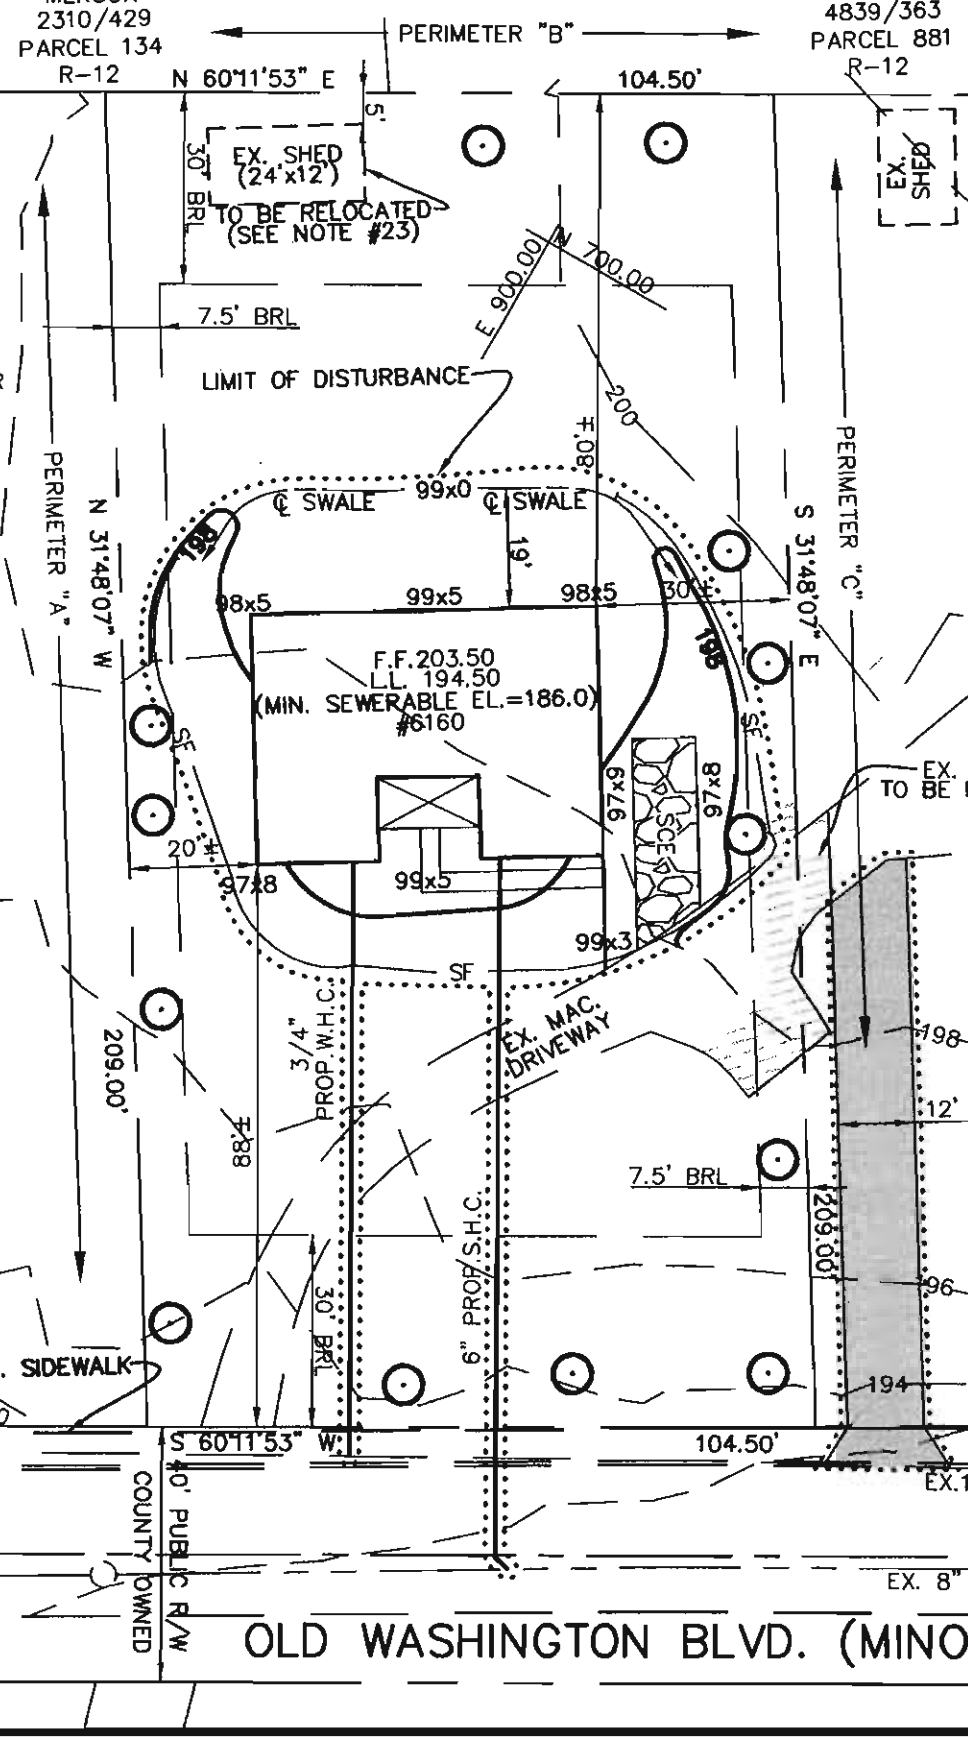 2310/429
PARCEL 134
R-12
PERIMETER "B"
4839/363
PARCEL 881
R-12
N 60°11'53" E
104.50'
5'
30' BRL
EX. SHED
(24'x12')
TO BE RELOCATED
(SEE NOTE #23)
EX.
SHED
E 900.00
N 700.00
7.5' BRL
LIMIT OF DISTURBANCE
200
80'±
PERIMETER "A"
N 31°48'07" W
PERIMETER "C"
S 31°48'07" E
℄ SWALE
99x0
℄ SWALE
19'
198
98x5
99x5
98x5
30'±
198
F.F.203.50
L.L. 194.50
(MIN. SEWERABLE EL.=186.0)
#6160
SF
SF
97x9
SCE
97x8
EX.
TO BE
20'±
97x8
99x5
99x3
SF
EX. MAC.
DRIVEWAY
3/4"
PROP.W.H.C.
209.00'
88'±
198
12'
7.5' BRL
209.00'
6" PROP.S.H.C.
30' BRL
196
SIDEWALK
194
S 60°11'53" W
104.50'
EX.1
40' PUBLIC R/W
COUNTY OWNED
EX. 8"
OLD WASHINGTON BLVD. (MINO